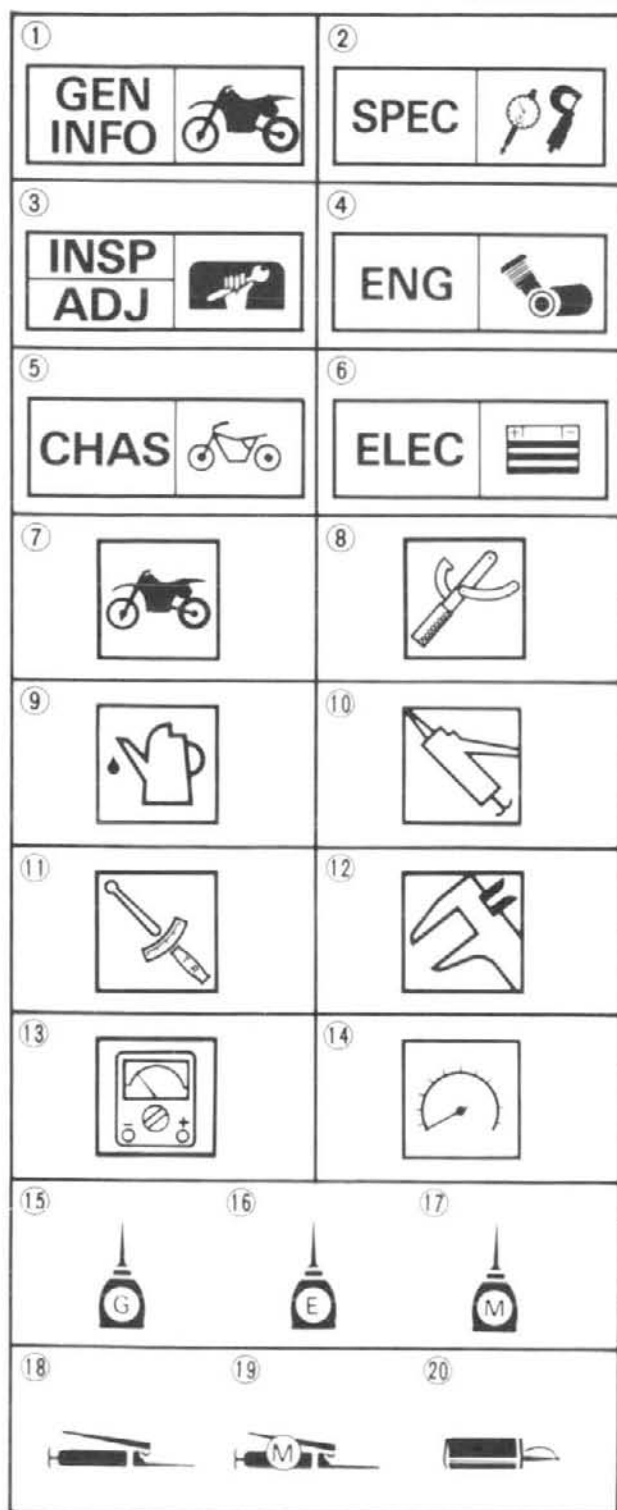 ① ②
GEN
INFO
SPEC
③ ④
INSP
ADJ
ENG
⑤ ⑥
CHAS
ELEC
+ −
⑦ ⑧
⑨ ⑩
⑪ ⑫
⑬ ⑭
− +
⑮ ⑯ ⑰
G E M
⑱ ⑲ ⑳
M